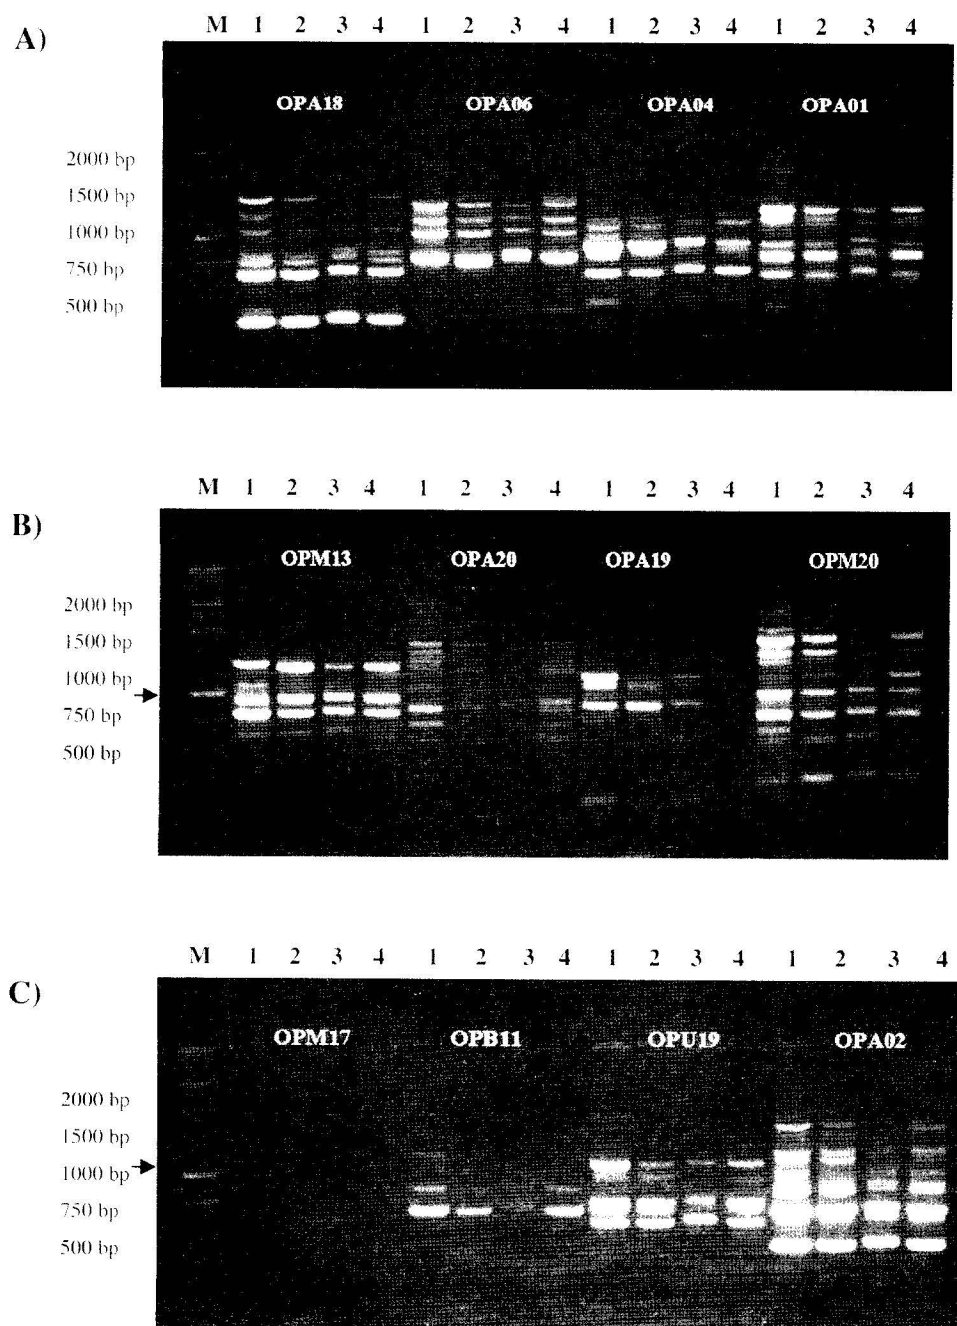 A)
M 1 2 3 4 1 2 3 4 1 2 3 4 1 2 3 4
OPA18 OPA06 OPA04 OPA01
2000 bp
1500 bp
1000 bp
750 bp
500 bp
B)
M 1 2 3 4 1 2 3 4 1 2 3 4 1 2 3 4
OPM13 OPA20 OPA19 OPM20
2000 bp
1500 bp
1000 bp
750 bp
500 bp
C)
M 1 2 3 4 1 2 3 4 1 2 3 4 1 2 3 4
OPM17 OPB11 OPU19 OPA02
2000 bp
1500 bp
1000 bp
750 bp
500 bp